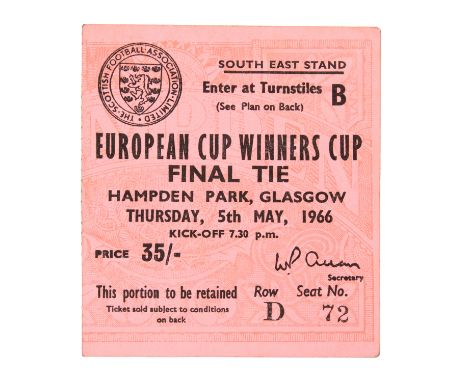 THE·SCOTTISH·FOOTBALL·ASSOCIATION·LIMITED·
SOUTH EAST STAND
Enter at Turnstiles B
(See Plan on Back)
EUROPEAN CUP WINNERS CUP
FINAL TIE
HAMPDEN PARK, GLASGOW
THURSDAY, 5th MAY, 1966
KICK-OFF 7.30 p.m.
PRICE 35/-
Secretary
This portion to be retained
Ticket sold subject to conditions
on back
Row Seat No.
D 72